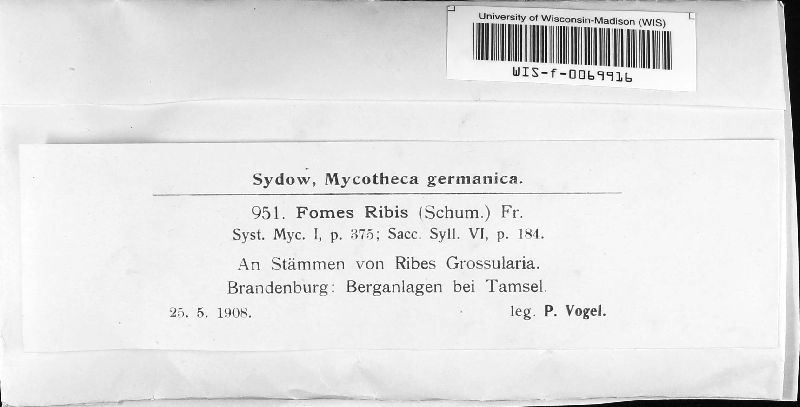 University of Wisconsin-Madison (WIS)
WIS-f-0069916
Sydow, Mycotheca germanica.
951. Fomes Ribis (Schum.) Fr.
Syst. Myc. I, p. 375; Sacc. Syll. VI, p. 184.
An Stämmen von Ribes Grossularia.
Brandenburg: Berganlagen bei Tamsel.
25. 5. 1908.
leg. P. Vogel.